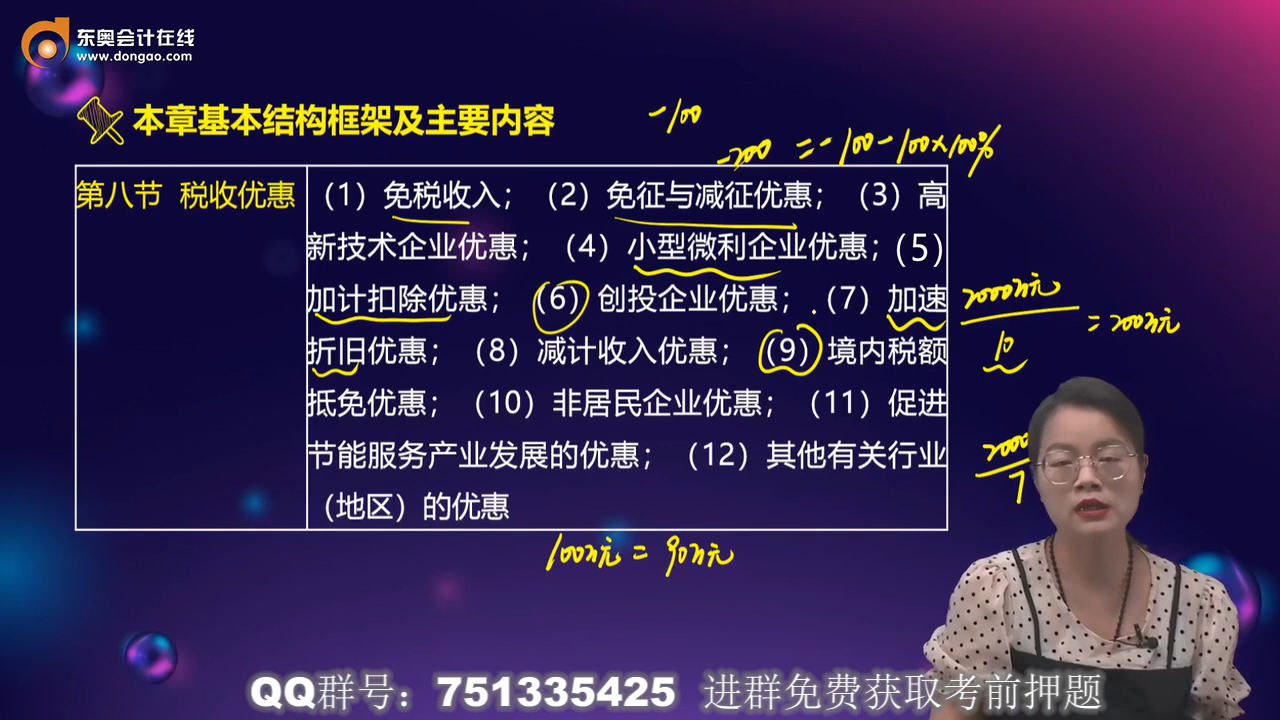 东奥会计在线
www.dongao.com
本章基本结构框架及主要内容
-100
-200 =-100-100×100%
第八节 税收优惠
（1）免税收入；（2）免征与减征优惠；（3）高
新技术企业优惠；（4）小型微利企业优惠；（5）
加计扣除优惠；（6）创投企业优惠；（7）加速
折旧优惠；（8）减计收入优惠；（9）境内税额
抵免优惠；（10）非居民企业优惠；（11）促进
节能服务产业发展的优惠；（12）其他有关行业
（地区）的优惠
2000万元
10
=200万元
2000
7
100万元 = 90万元
QQ群号：751335425 进群免费获取考前押题